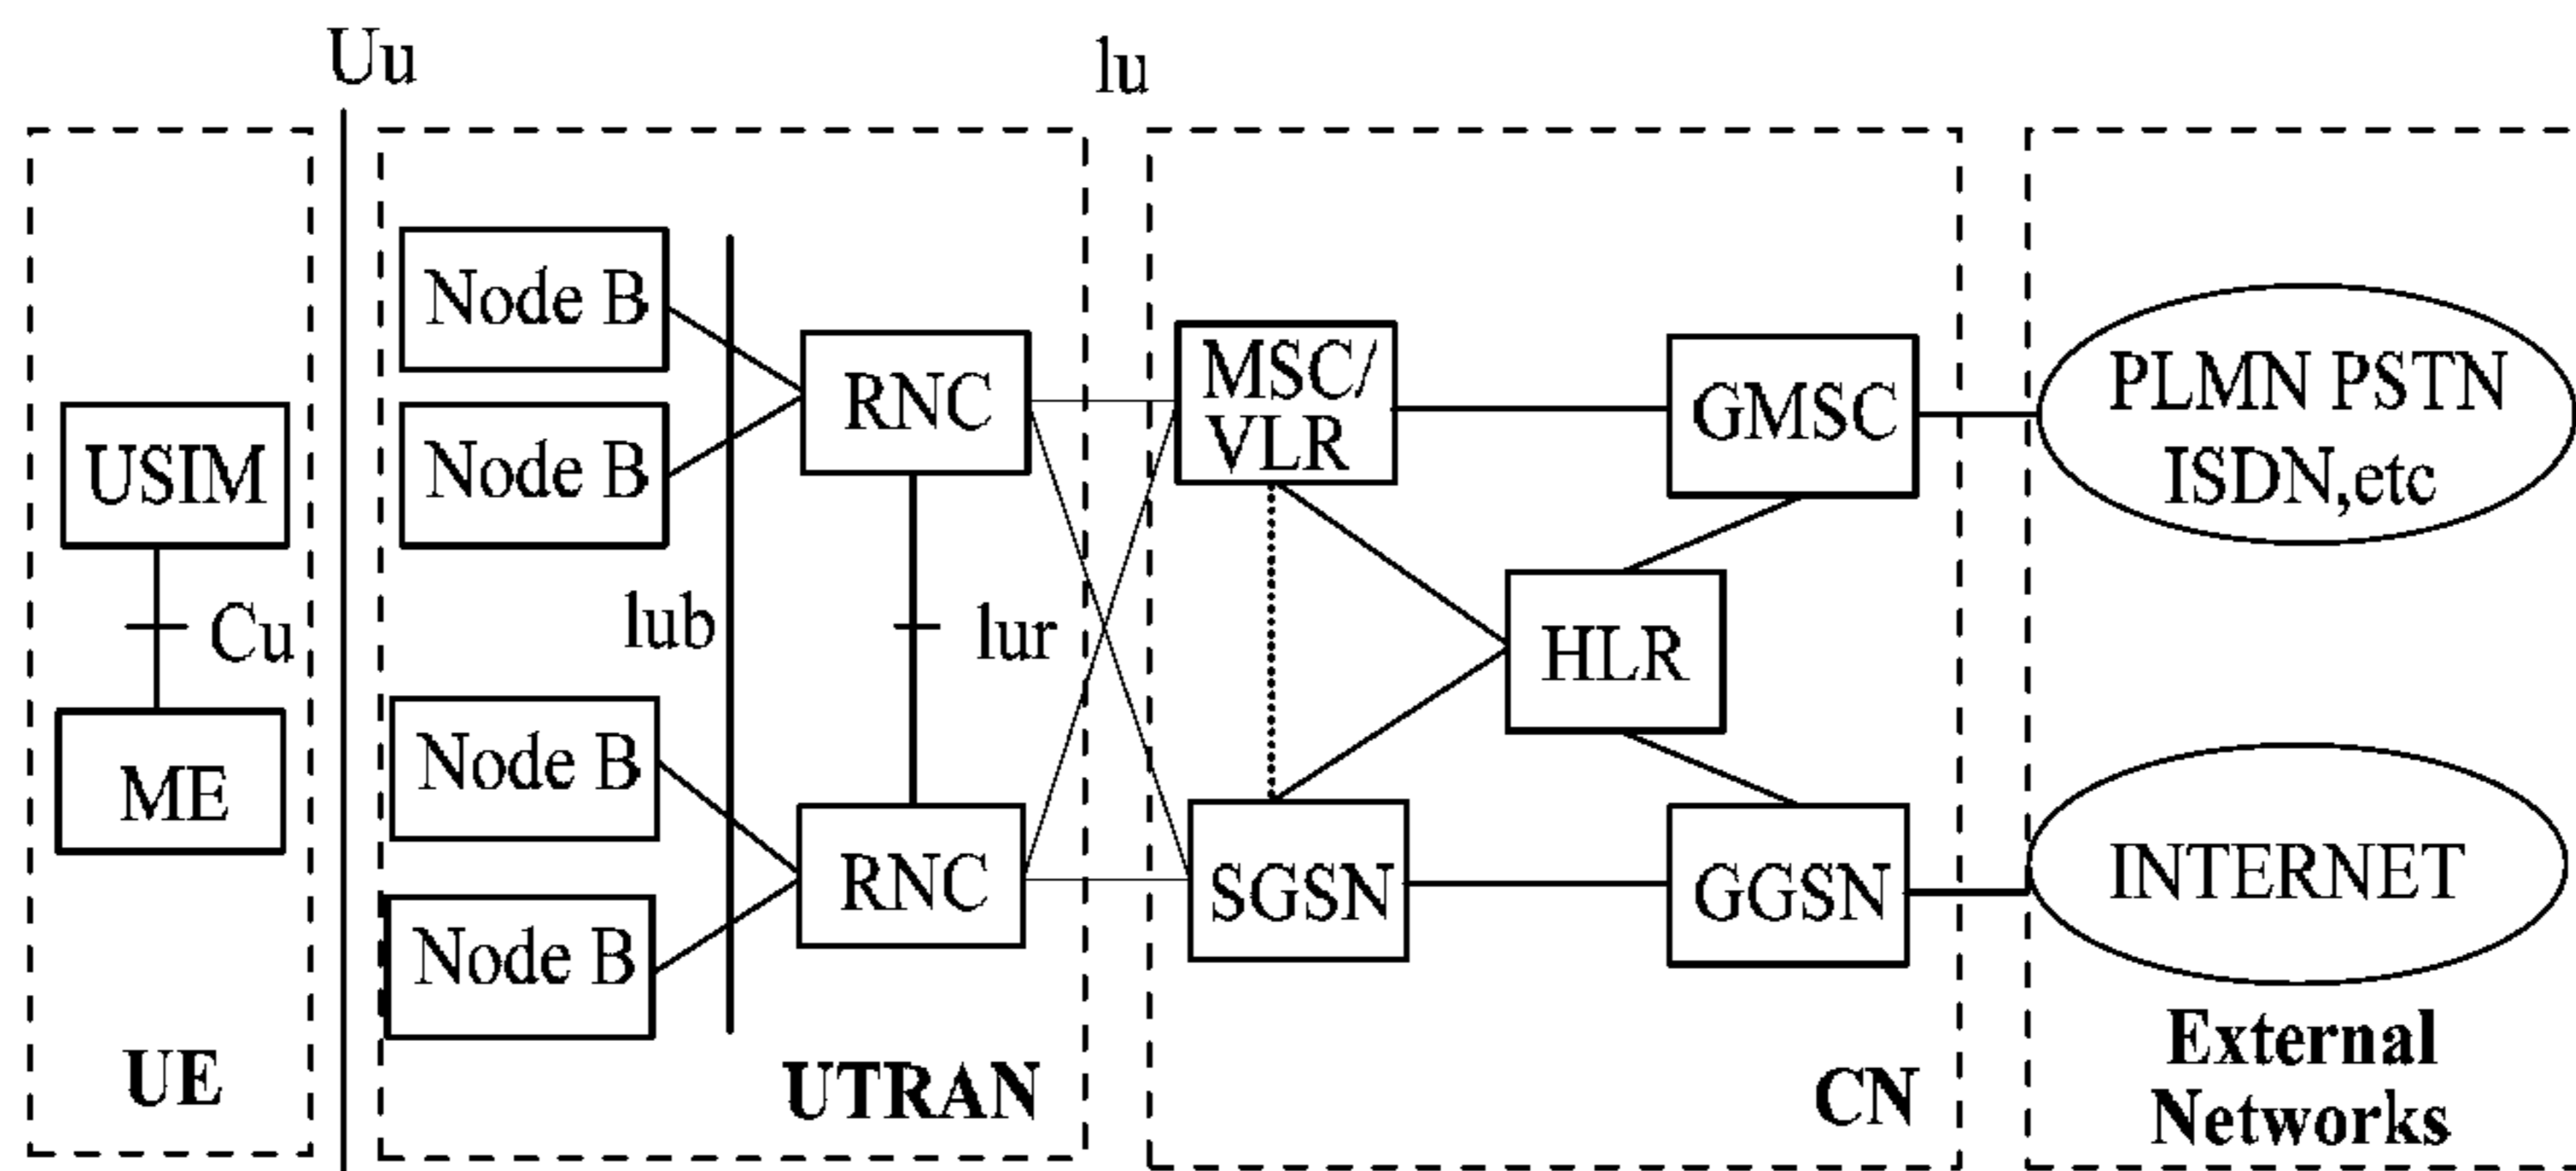 Uu
lu
Node B
Node B
RNC
MSC/
VLR
GMSC
PLMN PSTN
ISDN,etc
USIM
Cu
ME
lub
lur
HLR
Node B
Node B
RNC
SGSN
GGSN
INTERNET
UE
UTRAN
CN
External
Networks